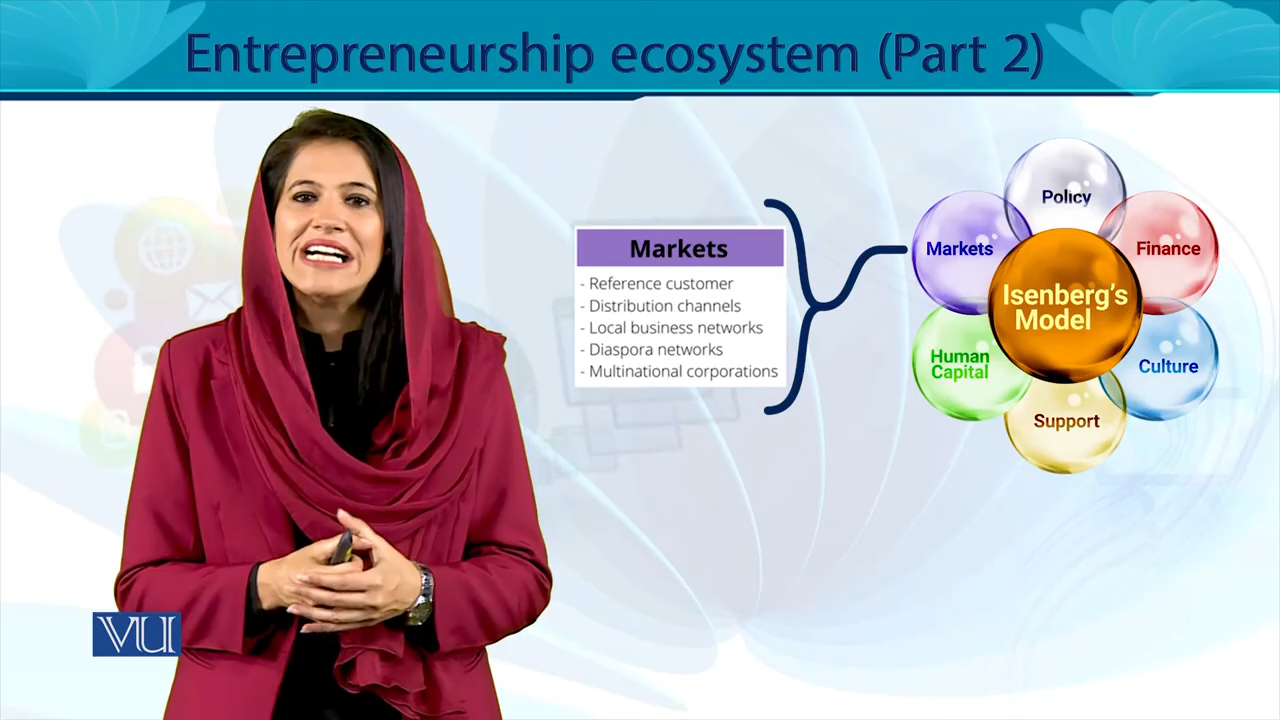 Entrepreneurship ecosystem (Part 2)
Markets
- Reference customer
- Distribution channels
- Local business networks
- Diaspora networks
- Multinational corporations
Policy
Markets
Finance
Isenberg's
Model
Human
Capital
Culture
Support
VU